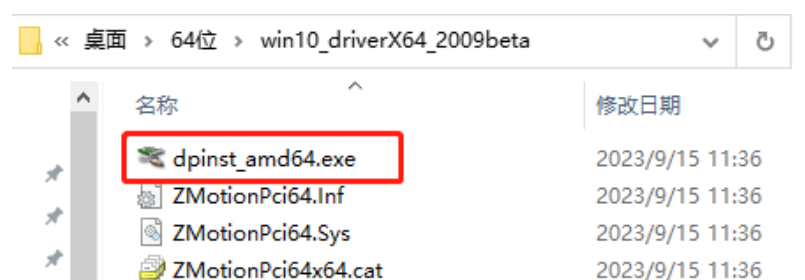 « 桌面 › 64位 › win10_driverX64_2009beta
名称 修改日期
dpinst_amd64.exe 2023/9/15 11:36
ZMotionPci64.Inf 2023/9/15 11:36
ZMotionPci64.Sys 2023/9/15 11:36
ZMotionPci64x64.cat 2023/9/15 11:36